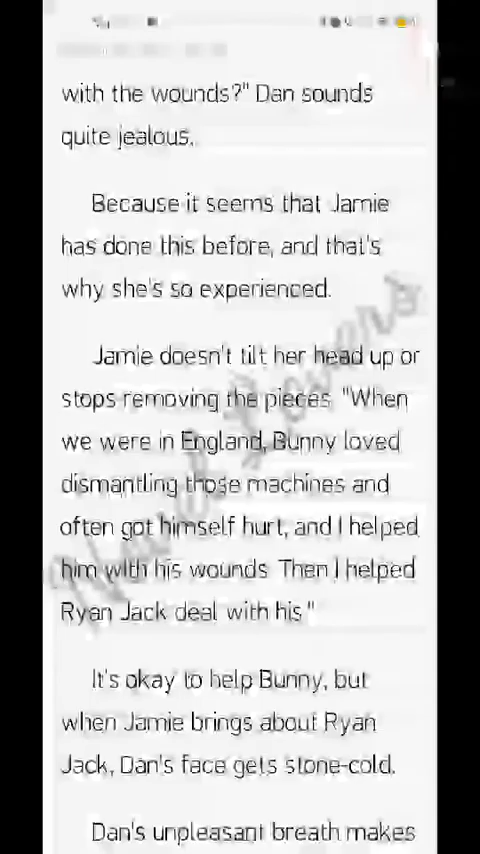 with the wounds?" Dan sounds
quite jealous.
Because it seems that Jamie
has done this before, and that's
why she's so experienced.
Jamie doesn't tilt her head up or
stops removing the pieces. "When
we were in England, Bunny loved
dismantling those machines and
often got himself hurt, and I helped
him with his wounds. Then I helped
Ryan Jack deal with his."
It's okay to help Bunny, but
when Jamie brings about Ryan
Jack, Dan's face gets stone-cold.
Dan's unpleasant breath makes
Novel Lovers